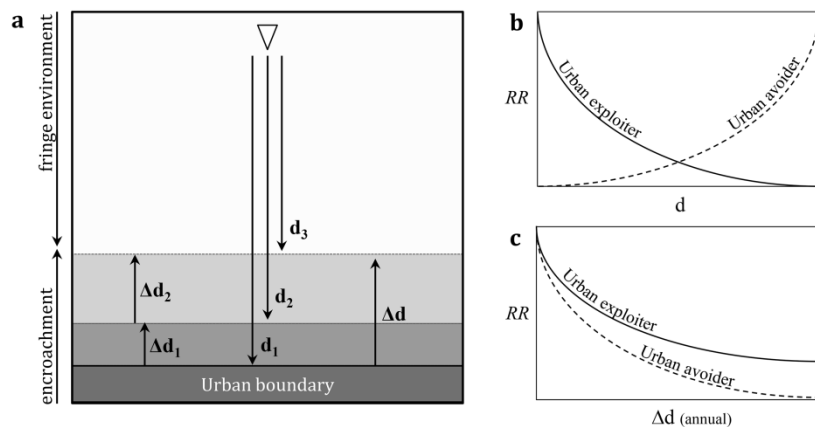 a
fringe environment
encroachment
d3
Δd2
d2
Δd
Δd1
d1
Urban boundary
b
RR
Urban exploiter
Urban avoider
d
c
RR
Urban exploiter
Urban avoider
Δd (annual)